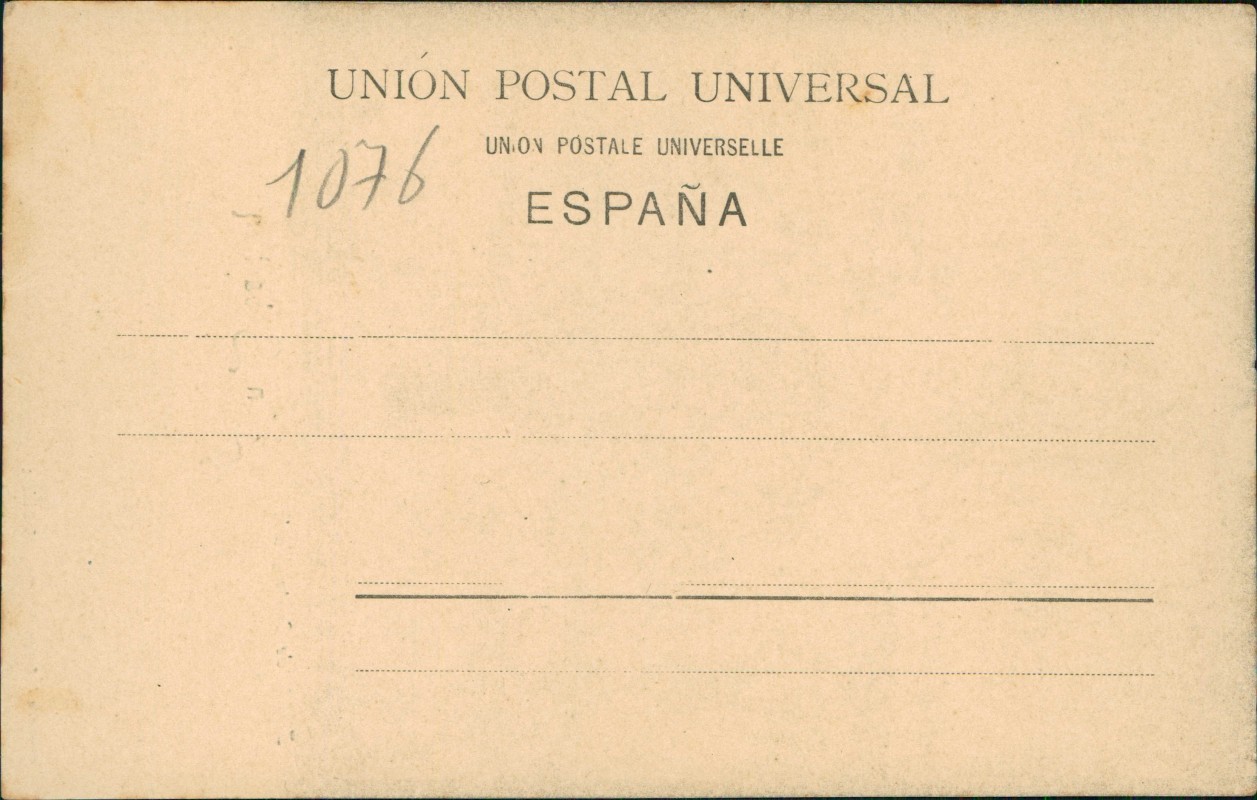 UNIÓN POSTAL UNIVERSAL
UNION POSTALE UNIVERSELLE
1076
ESPAÑA